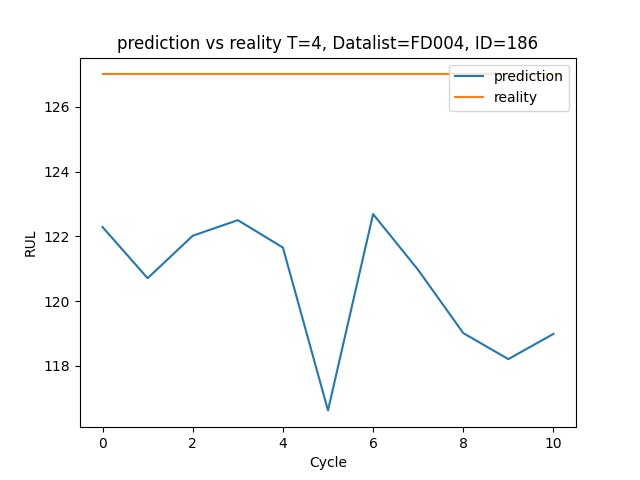 prediction vs reality T=4, Datalist=FD004, ID=186
prediction
reality
126
124
122
120
118
RUL
0 2 4 6 8 10
Cycle